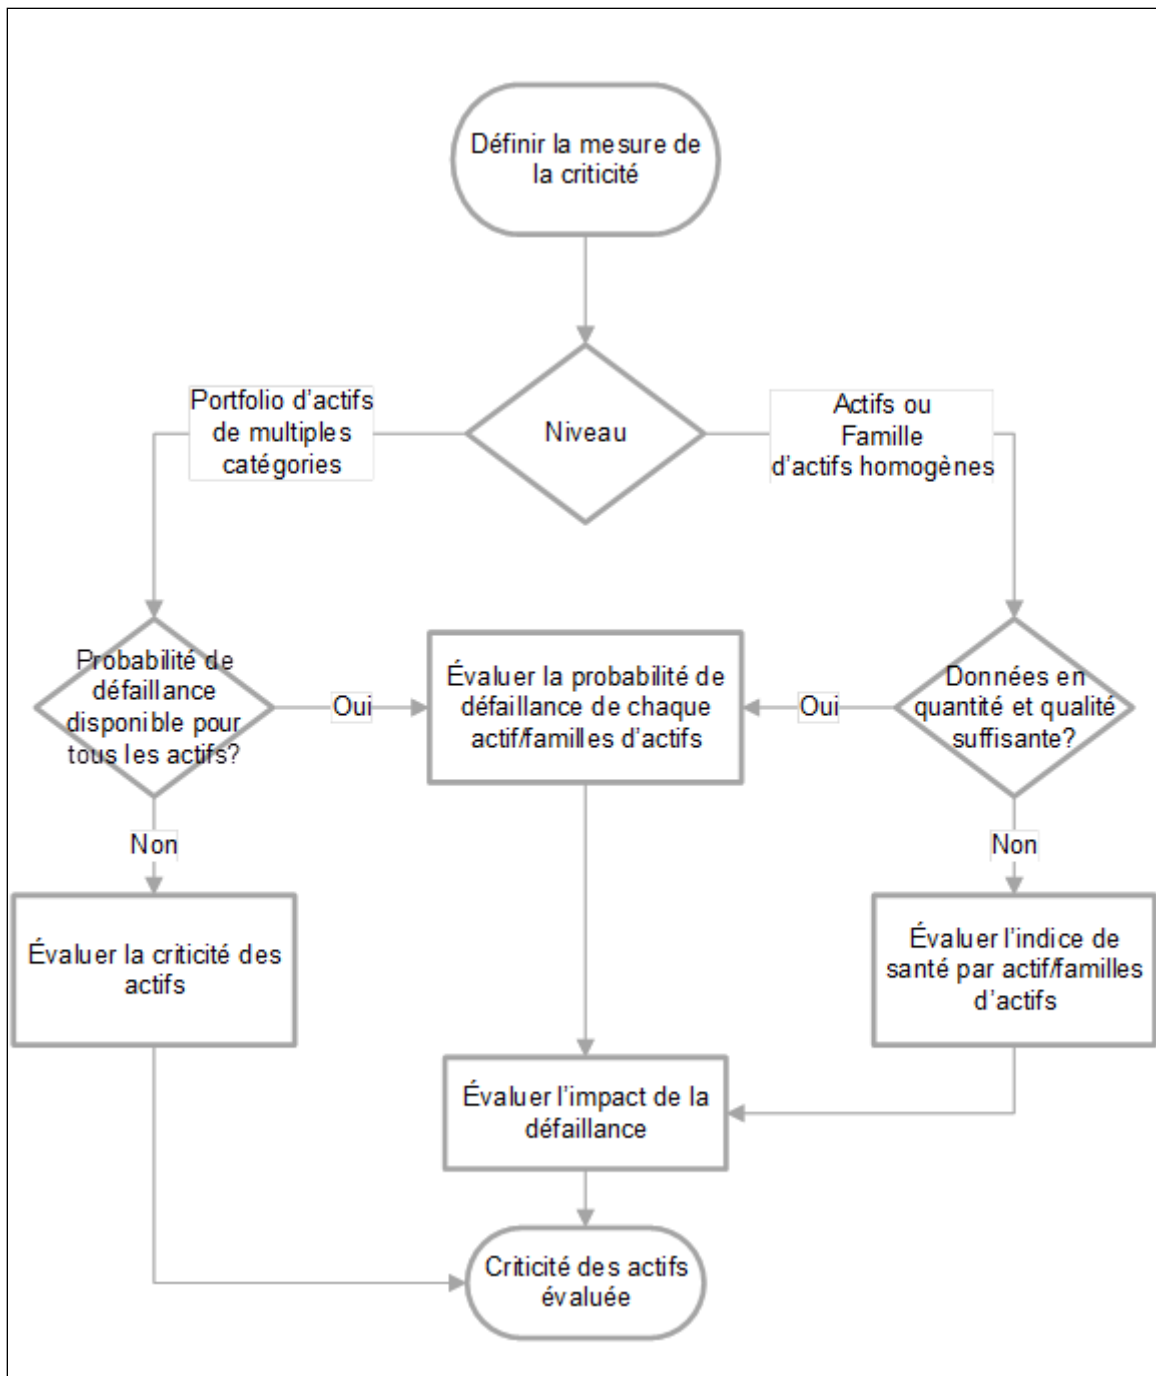 Définir la mesure de
la criticité
Portfolio d'actifs
de multiples
catégories
Niveau
Actifs ou
Famille
d'actifs homogènes
Probabilité de
défaillance
disponible pour
tous les actifs?
Oui
Évaluer la probabilité de
défaillance de chaque
actif/familles d'actifs
Oui
Données en
quantité et qualité
suffisante?
Non
Non
Évaluer la criticité des
actifs
Évaluer l'indice de
santé par actif/familles
d'actifs
Évaluer l'impact de la
défaillance
Criticité des actifs
évaluée